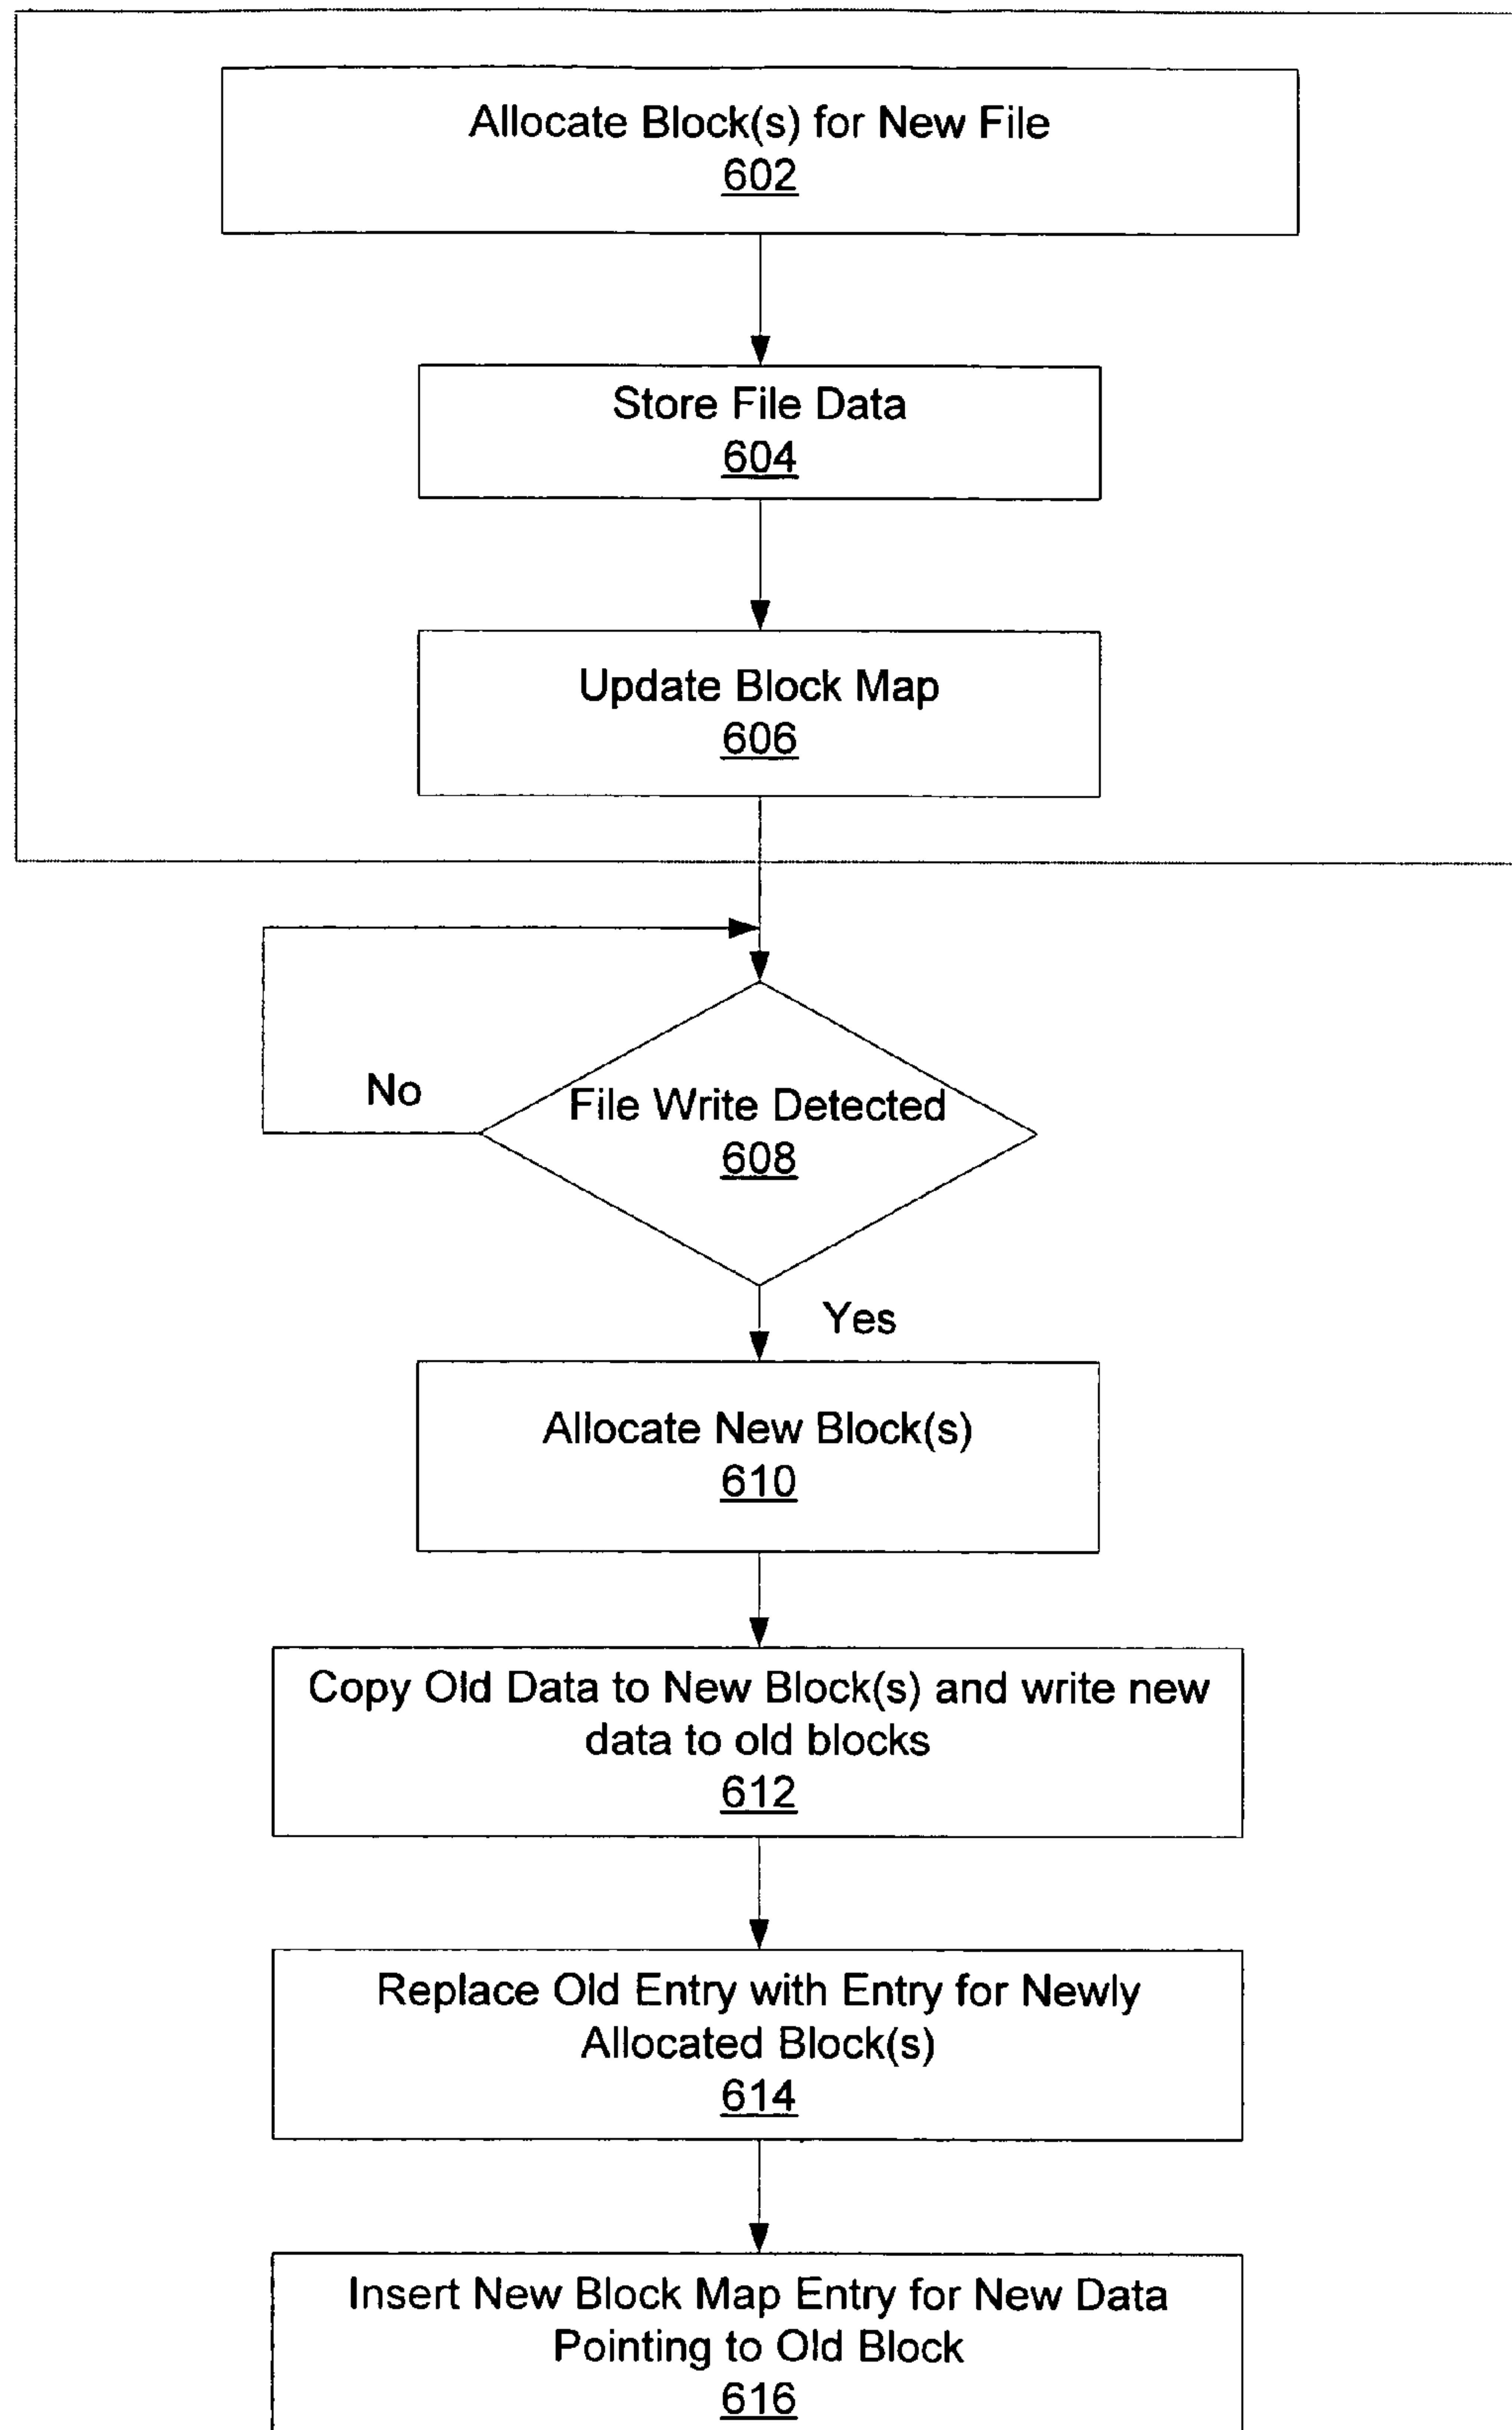 Allocate Block(s) for New File
602
Store File Data
604
Update Block Map
606
No
File Write Detected
608
Yes
Allocate New Block(s)
610
Copy Old Data to New Block(s) and write new
data to old blocks
612
Replace Old Entry with Entry for Newly
Allocated Block(s)
614
Insert New Block Map Entry for New Data
Pointing to Old Block
616